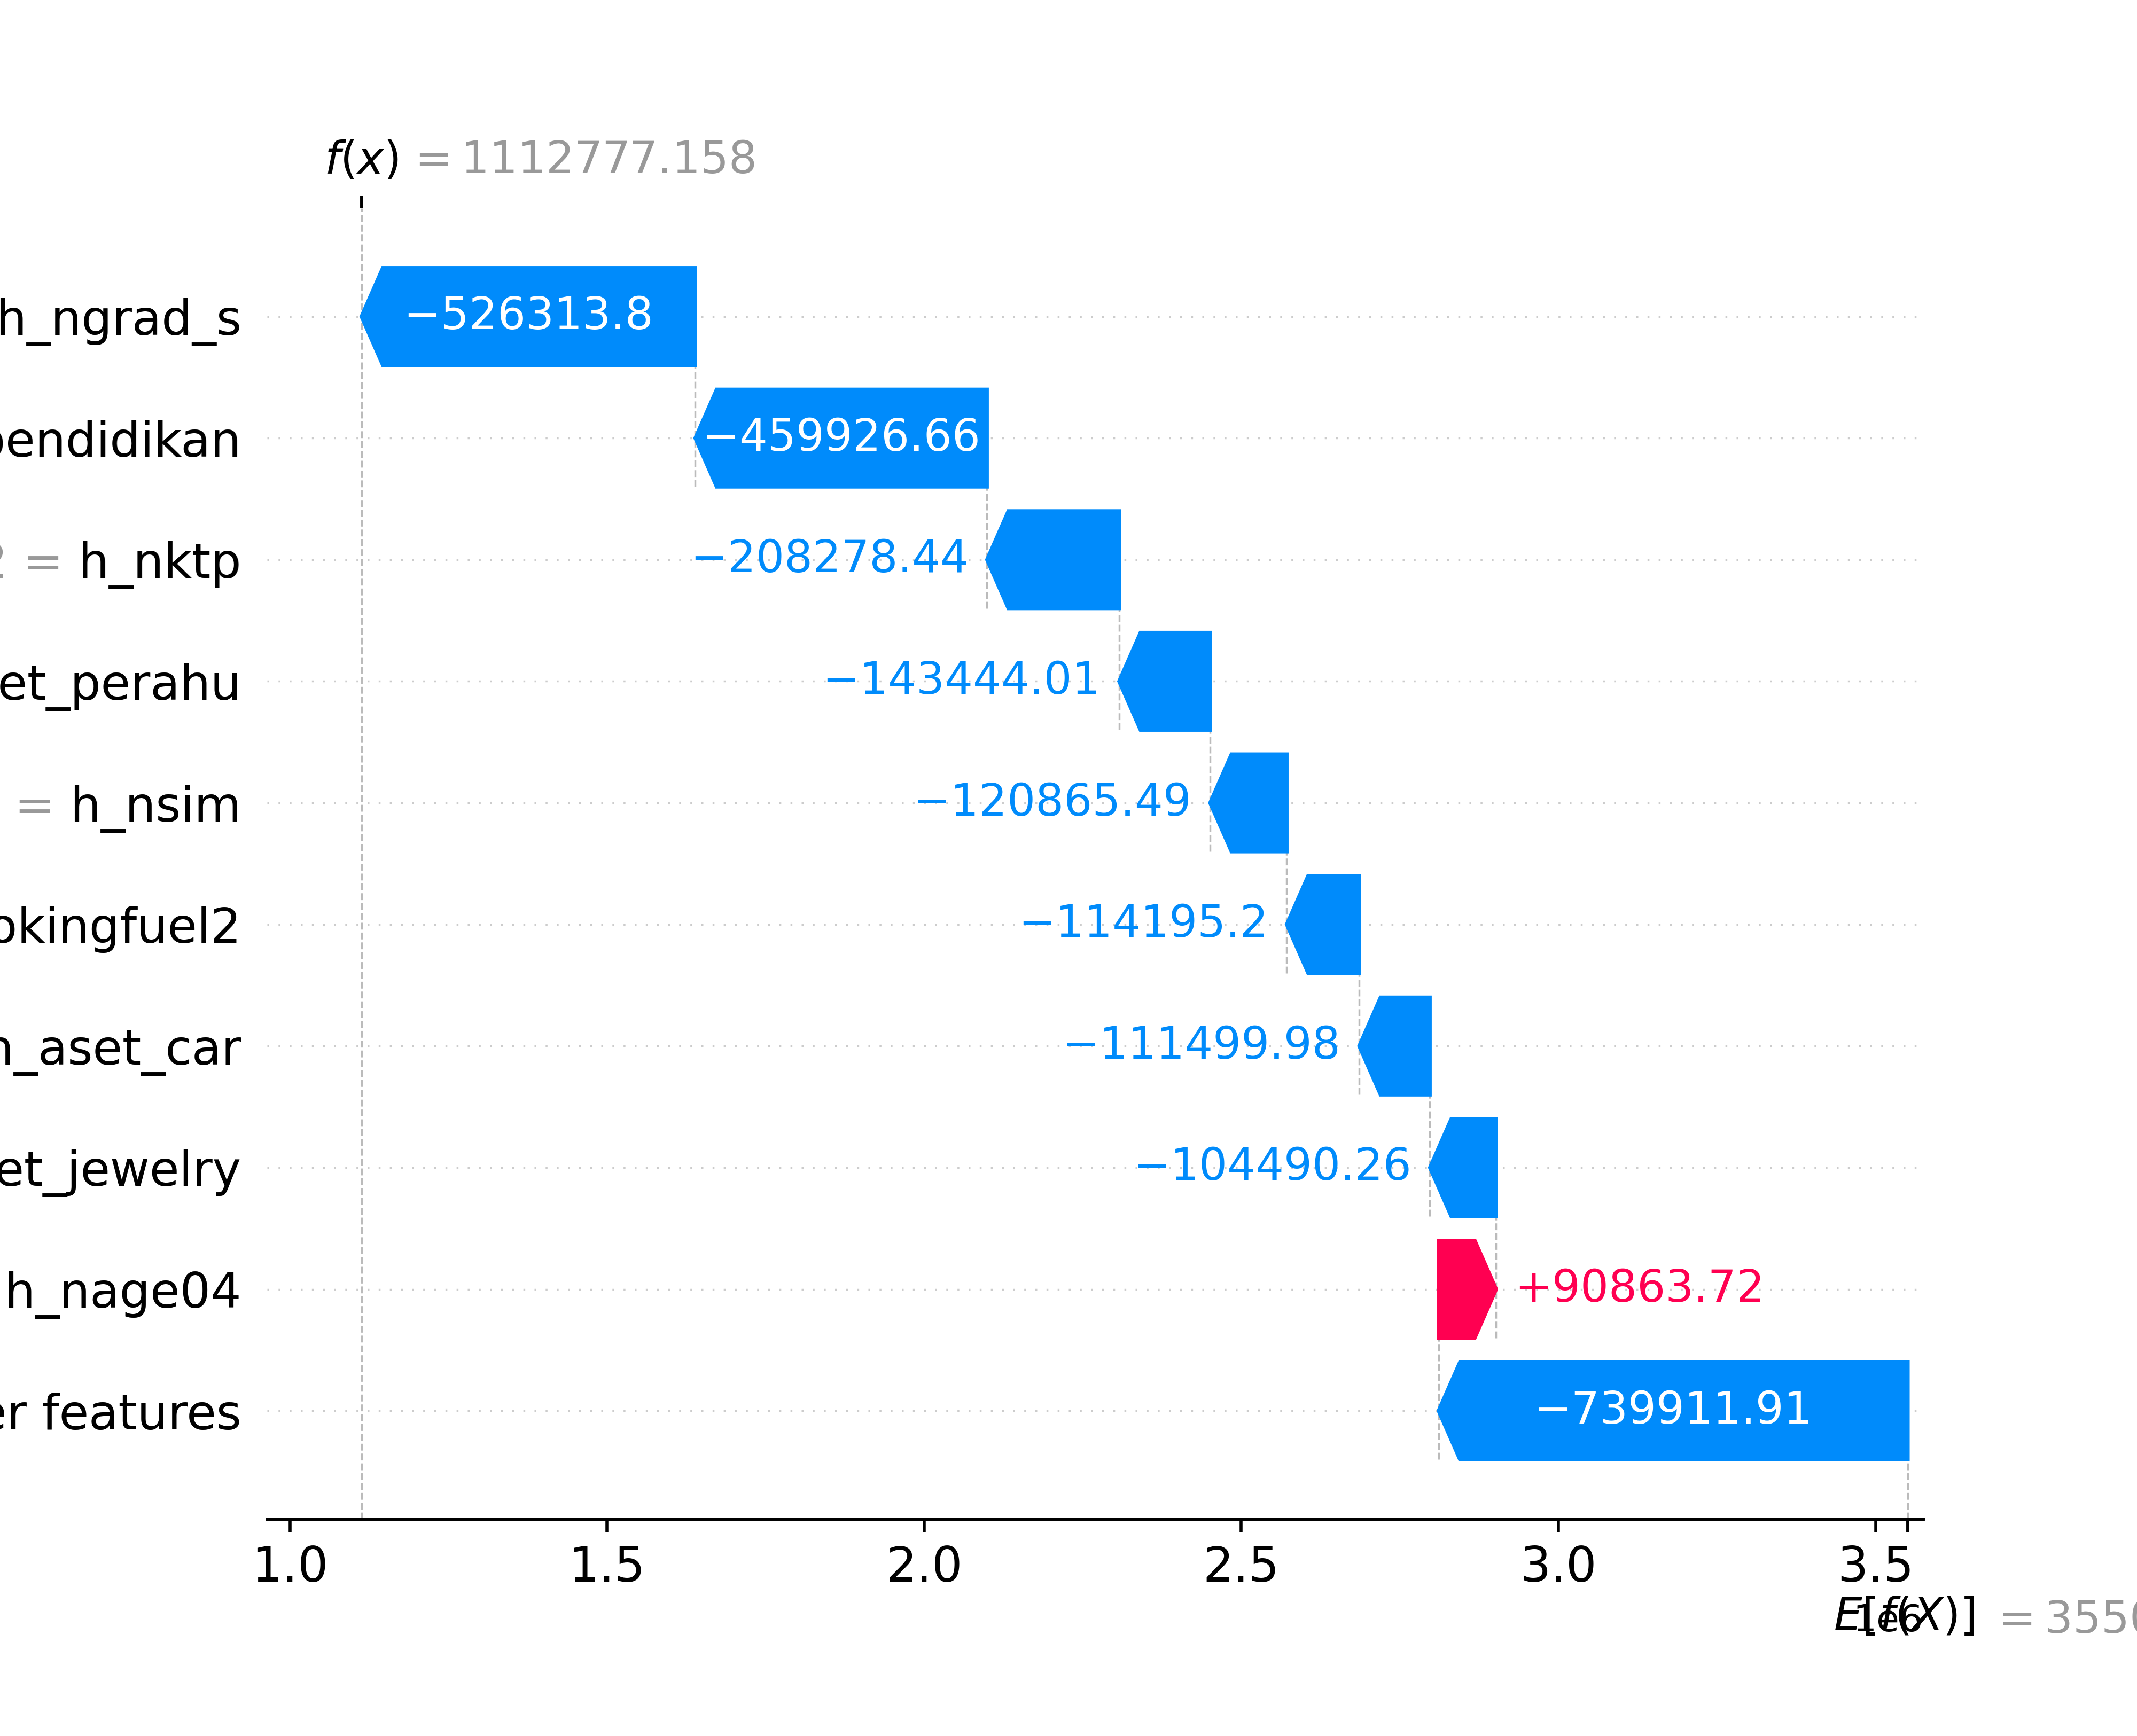 f(x) = 1112777.158
h_ngrad_s −526313.8
pendidikan −459926.66
= h_nktp −208278.44
et_perahu −143444.01
= h_nsim −120865.49
okingfuel2 −114195.2
h_aset_car −111499.98
et_jewelry −104490.26
h_nage04 +90863.72
er features −739911.91
1.0 1.5 2.0 2.5 3.0 3.5
1e6
E[f(X)] = 3550